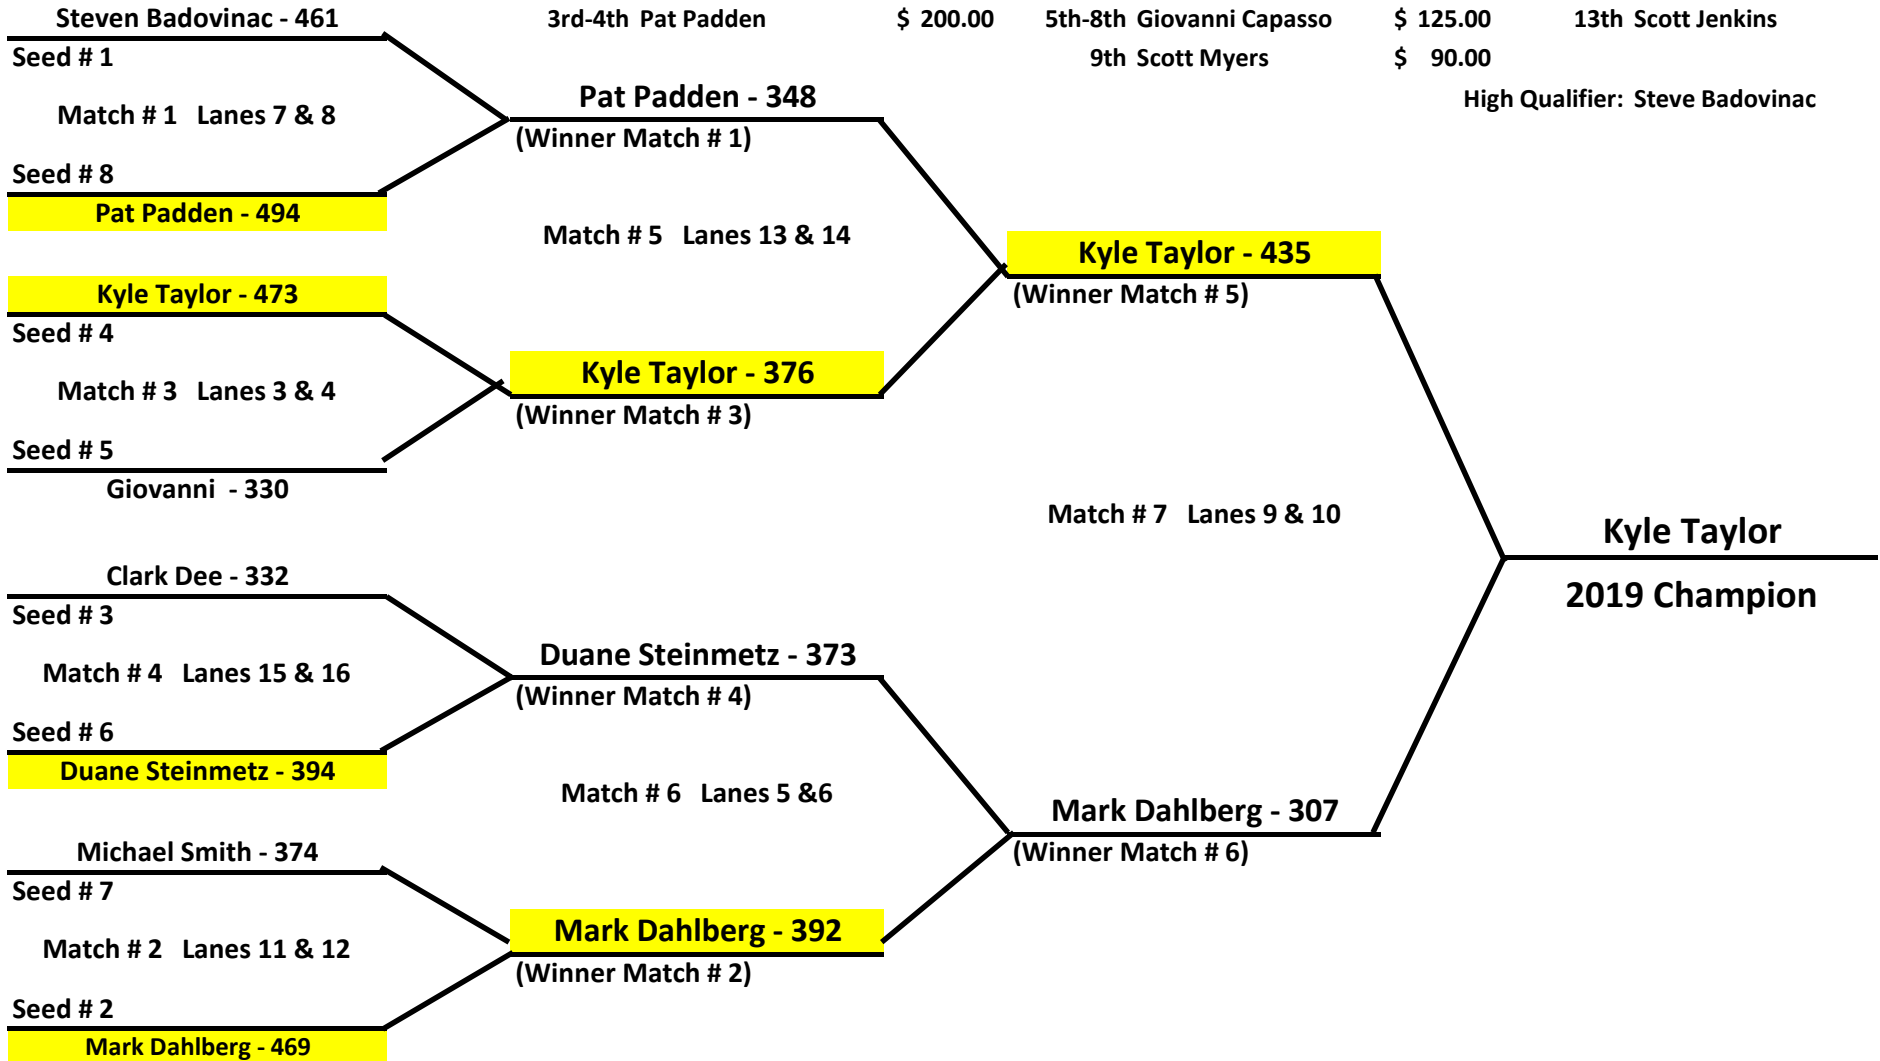 Steven Badovinac - 461
3rd-4th Pat Padden $ 200.00 5th-8th Giovanni Capasso $ 125.00 13th Scott Jenkins
Seed # 1
9th Scott Myers $ 90.00
Pat Padden - 348
High Qualifier: Steve Badovinac
Match # 1 Lanes 7 & 8
(Winner Match # 1)
Seed # 8
Pat Padden - 494
Match # 5 Lanes 13 & 14
Kyle Taylor - 435
Kyle Taylor - 473
(Winner Match # 5)
Seed # 4
Kyle Taylor - 376
Match # 3 Lanes 3 & 4
(Winner Match # 3)
Seed # 5
Giovanni - 330
Match # 7 Lanes 9 & 10
Kyle Taylor
Clark Dee - 332
2019 Champion
Seed # 3
Duane Steinmetz - 373
Match # 4 Lanes 15 & 16
(Winner Match # 4)
Seed # 6
Duane Steinmetz - 394
Match # 6 Lanes 5 &6
Mark Dahlberg - 307
Michael Smith - 374
(Winner Match # 6)
Seed # 7
Mark Dahlberg - 392
Match # 2 Lanes 11 & 12
(Winner Match # 2)
Seed # 2
Mark Dahlberg - 469